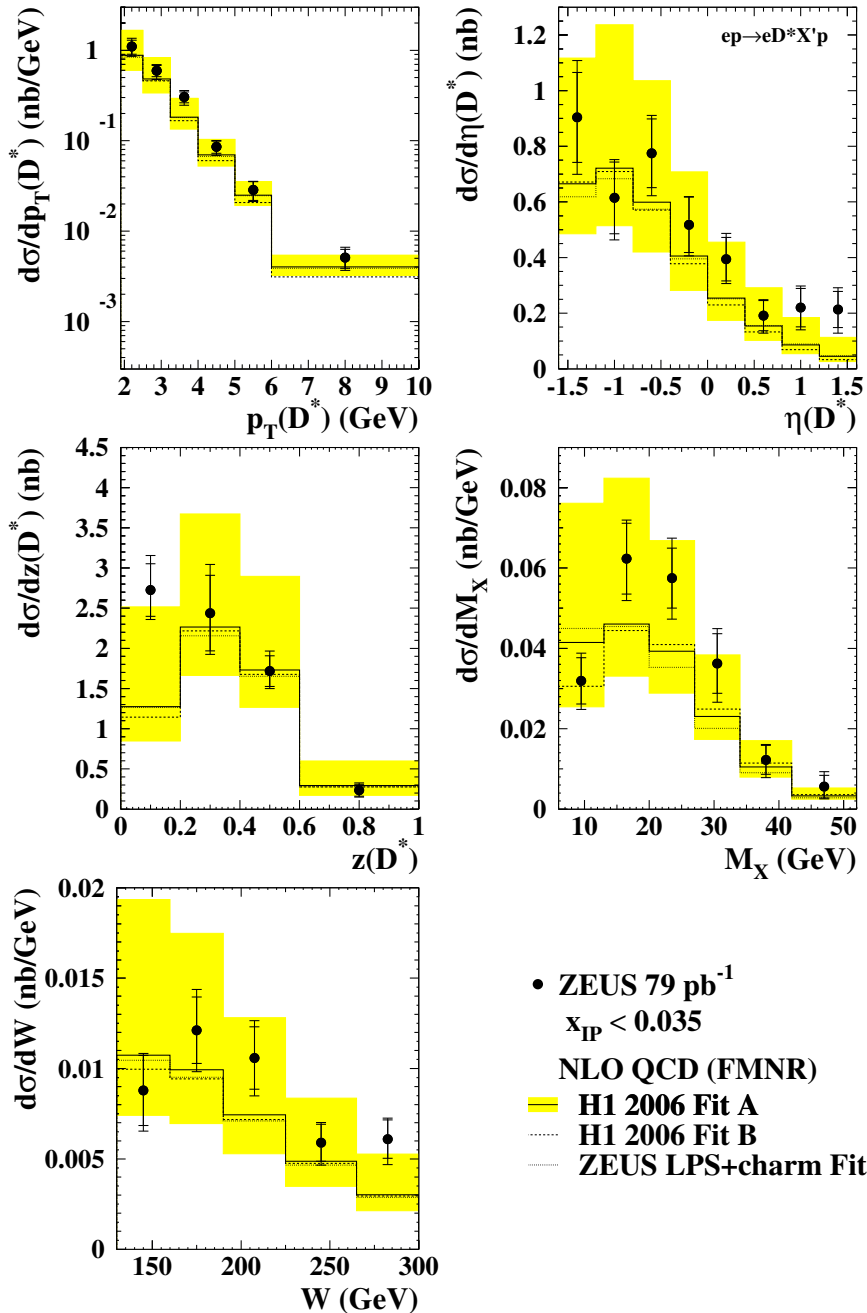 dσ/dp_T(D^*) (nb/GeV)
1
10^-1
10^-2
10^-3
2 3 4 5 6 7 8 9 10
p_T(D^*) (GeV)
dσ/dη(D^*) (nb)
ep→eD*X'p
1.2
1
0.8
0.6
0.4
0.2
0
-1.5 -1 -0.5 0 0.5 1 1.5
η(D^*)
dσ/dz(D^*) (nb)
4.5
4
3.5
3
2.5
2
1.5
1
0.5
0
0 0.2 0.4 0.6 0.8 1
z(D^*)
dσ/dM_X (nb/GeV)
0.08
0.06
0.04
0.02
0
10 20 30 40 50
M_X (GeV)
dσ/dW (nb/GeV)
0.02
0.015
0.01
0.005
0
150 200 250 300
W (GeV)
ZEUS 79 pb^-1
x_IP < 0.035
NLO QCD (FMNR)
H1 2006 Fit A
H1 2006 Fit B
ZEUS LPS+charm Fit